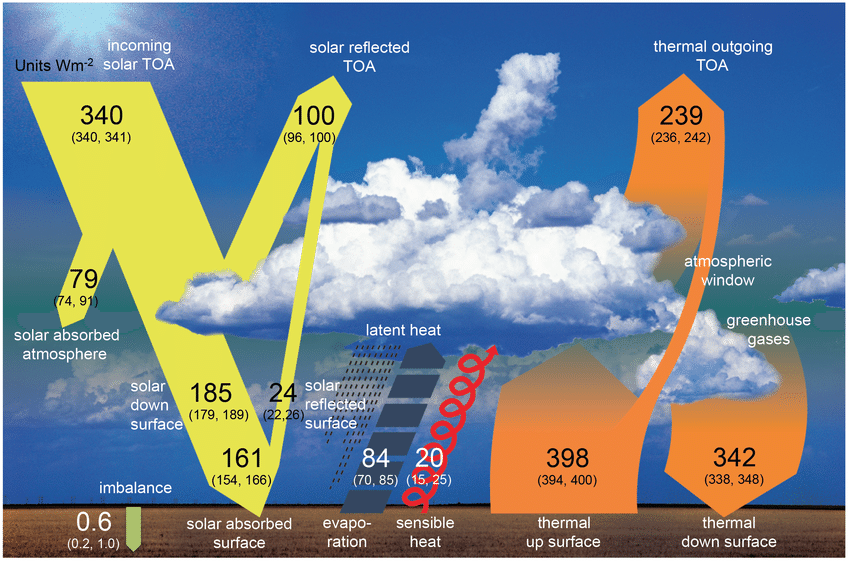 incoming
solar TOA
Units Wm-2
340
(340, 341)
solar reflected
TOA
100
(96, 100)
thermal outgoing
TOA
239
(236, 242)
79
(74, 91)
solar absorbed
atmosphere
atmospheric
window
greenhouse
gases
latent heat
solar
down
surface
185
(179, 189)
24
(22,26)
solar
reflected
surface
161
(154, 166)
84
(70, 85)
20
(15, 25)
398
(394, 400)
342
(338, 348)
imbalance
0.6
(0.2, 1.0)
solar absorbed
surface
evapo-
ration
sensible
heat
thermal
up surface
thermal
down surface